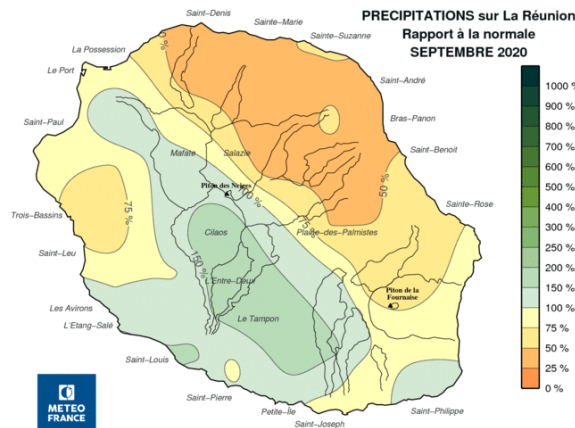 PRECIPITATIONS sur La Réunion
Rapport à la normale
SEPTEMBRE 2020
Saint-Denis
Sainte-Marie
Sainte-Suzanne
La Possession
Le Port
Saint-André
Saint-Paul
Bras-Panon
Saint-Benoit
Mafate
Salazie
Piton des Neiges
Trois-Bassins
Sainte-Rose
Cilaos
Plaine-des-Palmistes
Saint-Leu
L'Entre-Deux
Piton de la
Fournaise
Les Avirons
L'Etang-Salé
Le Tampon
Saint-Louis
Saint-Pierre
Petite-Île
Saint-Joseph
Saint-Philippe
100 %
75 %
75 %
50 %
150 %
1000 %
900 %
800 %
700 %
600 %
500 %
400 %
300 %
250 %
200 %
150 %
100 %
75 %
50 %
25 %
10 %
0 %
METEO
FRANCE